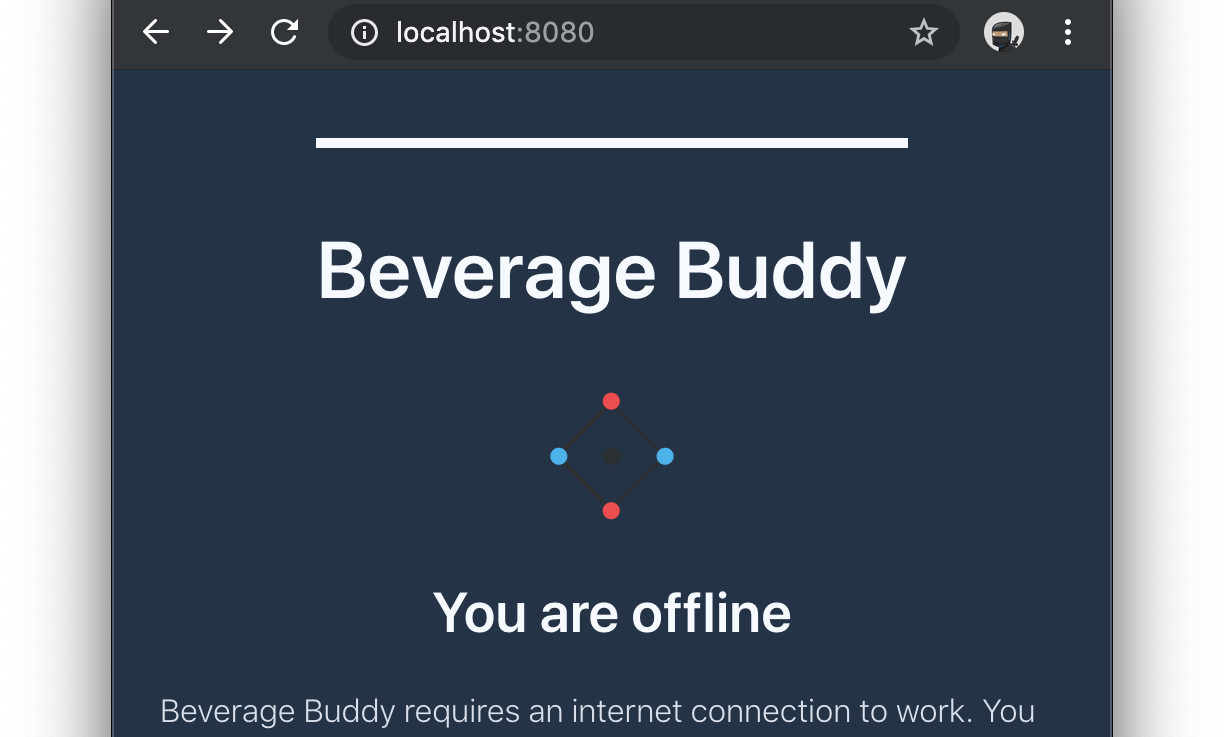 localhost:8080
Beverage Buddy
You are offline
Beverage Buddy requires an internet connection to work. You